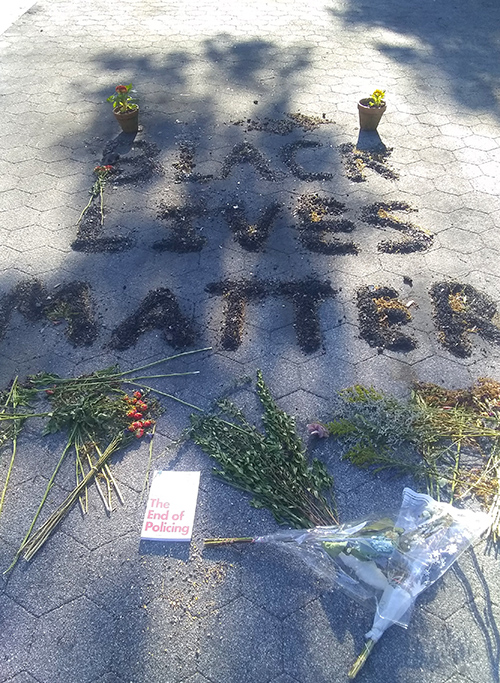 BLACK
LIVES
MATTER
The
End of
Policing